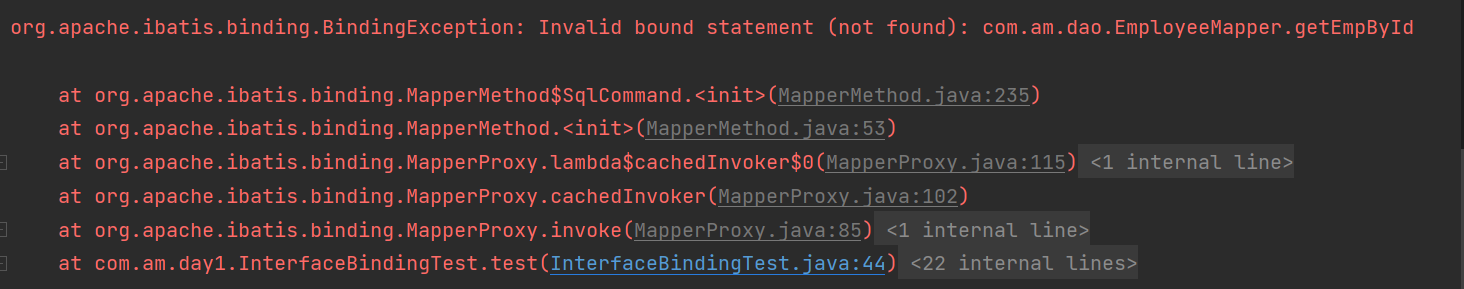 org.apache.ibatis.binding.BindingException: Invalid bound statement (not found): com.am.dao.EmployeeMapper.getEmpById
at org.apache.ibatis.binding.MapperMethod$SqlCommand.<init>(MapperMethod.java:235)
at org.apache.ibatis.binding.MapperMethod.<init>(MapperMethod.java:53)
at org.apache.ibatis.binding.MapperProxy.lambda$cachedInvoker$0(MapperProxy.java:115) <1 internal line>
at org.apache.ibatis.binding.MapperProxy.cachedInvoker(MapperProxy.java:102)
at org.apache.ibatis.binding.MapperProxy.invoke(MapperProxy.java:85) <1 internal line>
at com.am.day1.InterfaceBindingTest.test(InterfaceBindingTest.java:44) <22 internal lines>